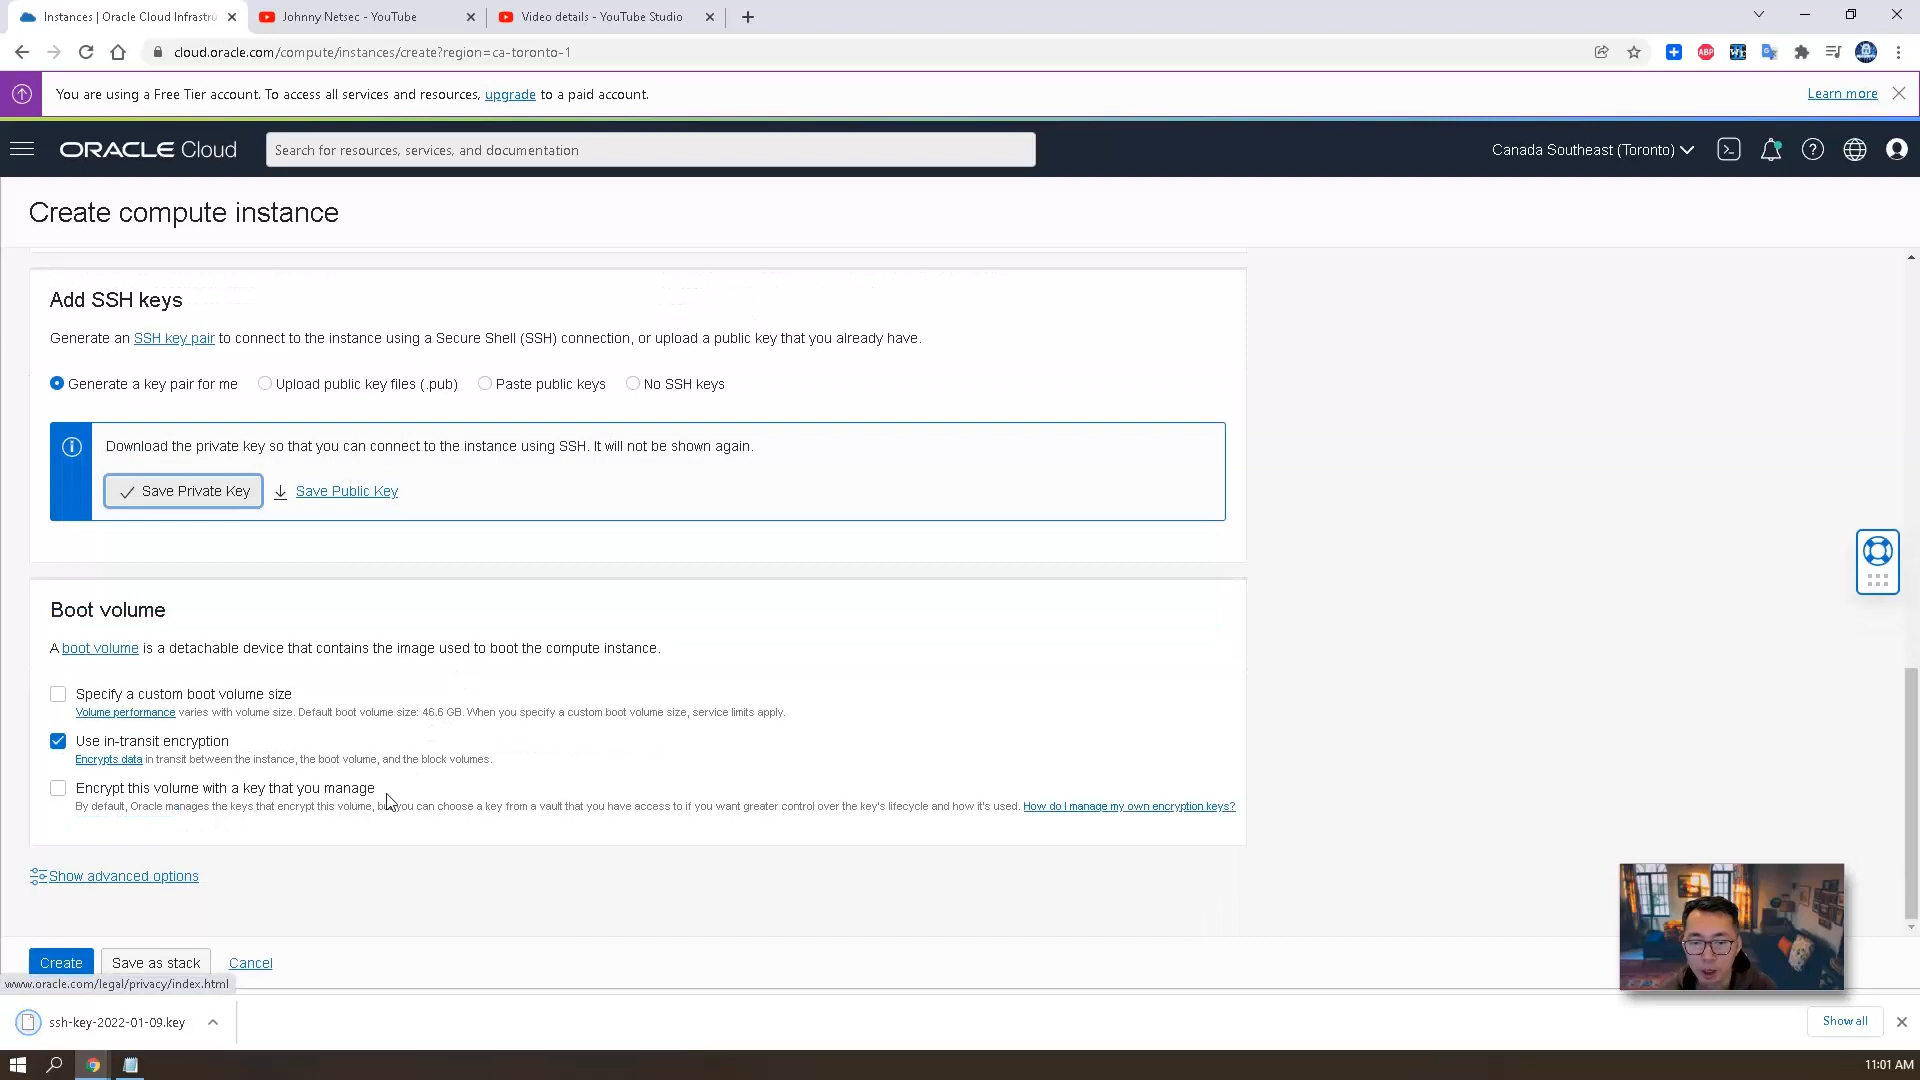 Instances | Oracle Cloud Infrastru
Johnny Netsec - YouTube
Video details - YouTube Studio
cloud.oracle.com/compute/instances/create?region=ca-toronto-1
ABP
You are using a Free Tier account. To access all services and resources, upgrade to a paid account.
Learn more
ORACLE Cloud
Search for resources, services, and documentation
Canada Southeast (Toronto)
Create compute instance
Add SSH keys
Generate an SSH key pair to connect to the instance using a Secure Shell (SSH) connection, or upload a public key that you already have.
Generate a key pair for me
Upload public key files (.pub)
Paste public keys
No SSH keys
Download the private key so that you can connect to the instance using SSH. It will not be shown again.
Save Private Key
Save Public Key
Boot volume
A boot volume is a detachable device that contains the image used to boot the compute instance.
Specify a custom boot volume size
Volume performance varies with volume size. Default boot volume size: 46.6 GB. When you specify a custom boot volume size, service limits apply.
Use in-transit encryption
Encrypts data in transit between the instance, the boot volume, and the block volumes.
Encrypt this volume with a key that you manage
By default, Oracle manages the keys that encrypt this volume, but you can choose a key from a vault that you have access to if you want greater control over the key's lifecycle and how it's used. How do I manage my own encryption keys?
Show advanced options
Create
Save as stack
Cancel
www.oracle.com/legal/privacy/index.html
ssh-key-2022-01-09.key
Show all
11:01 AM